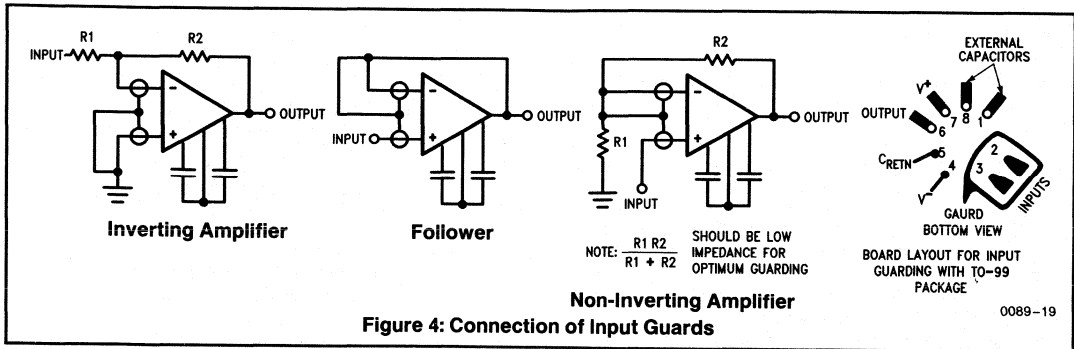 R1
R2
INPUT
-
+
OUTPUT
Inverting Amplifier
-
+
INPUT
OUTPUT
Follower
R2
-
+
OUTPUT
R1
INPUT
NOTE: R1 R2
R1 + R2
SHOULD BE LOW
IMPEDANCE FOR
OPTIMUM GUARDING
Non-Inverting Amplifier
EXTERNAL
CAPACITORS
V+
OUTPUT
6
7
8
1
CRETN
5
4
V-
2
3
INPUTS
GAURD
BOTTOM VIEW
BOARD LAYOUT FOR INPUT
GUARDING WITH TO-99
PACKAGE
0089-19
Figure 4: Connection of Input Guards